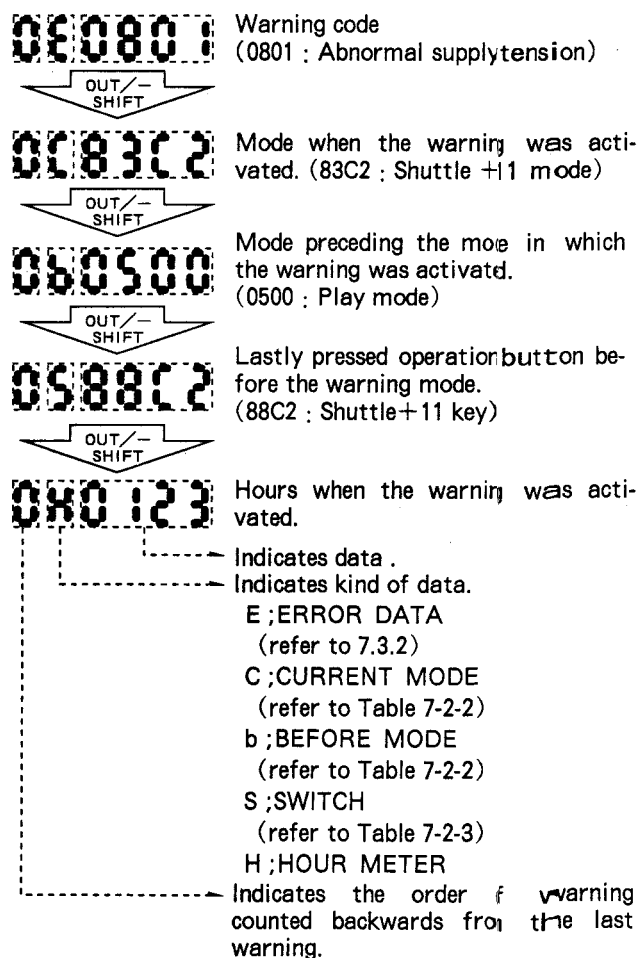 0E0801
Warning code
(0801 : Abnormal supply tension)
OUT/−
SHIFT
0C83C2
Mode when the warning was acti-
vated. (83C2 : Shuttle +11 mode)
OUT/−
SHIFT
0b0500
Mode preceding the mode in which
the warning was activatd.
(0500 : Play mode)
OUT/−
SHIFT
0S88C2
Lastly pressed operation button be-
fore the warning mode.
(88C2 : Shuttle+11 key)
OUT/−
SHIFT
0H0123
Hours when the warning was acti-
vated.
Indicates data .
Indicates kind of data.
E ;ERROR DATA
(refer to 7.3.2)
C ;CURRENT MODE
(refer to Table 7-2-2)
b ;BEFORE MODE
(refer to Table 7-2-2)
S ;SWITCH
(refer to Table 7-2-3)
H ;HOUR METER
Indicates the order f warning
counted backwards from the last
warning.